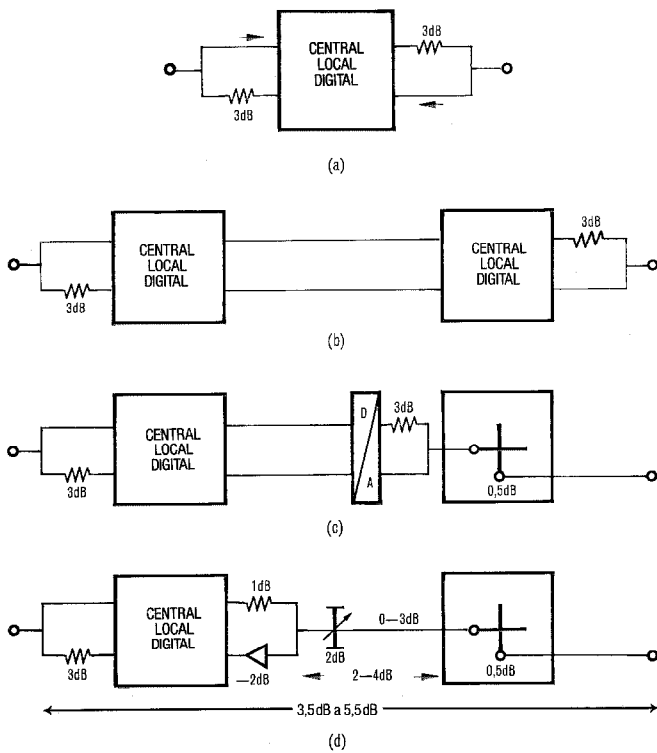 3dB
CENTRAL
LOCAL
DIGITAL
3dB
(a)
3dB
CENTRAL
LOCAL
DIGITAL
CENTRAL
LOCAL
DIGITAL
3dB
(b)
D
3dB
CENTRAL
LOCAL
DIGITAL
3dB
A
0,5dB
(c)
1dB
CENTRAL
LOCAL
DIGITAL
0—3dB
3dB
—2dB
2dB
2—4dB
0,5dB
3,5dB a 5,5dB
(d)